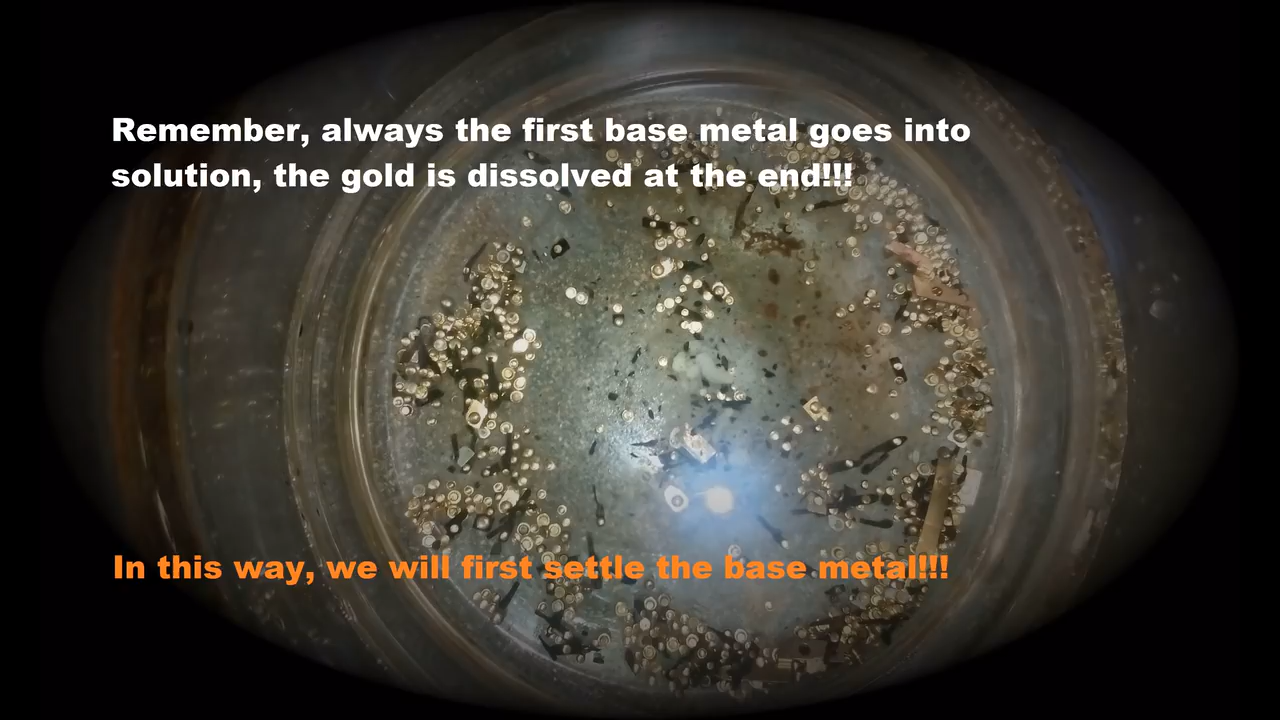 Remember, always the first base metal goes into
solution, the gold is dissolved at the end!!!
In this way, we will first settle the base metal!!!